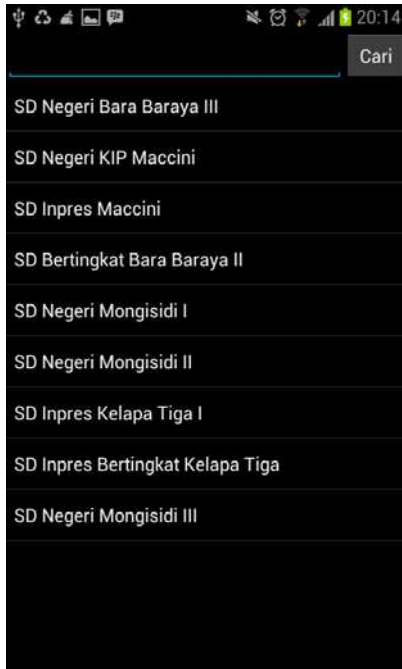 20:14
Cari
SD Negeri Bara Baraya III
SD Negeri KIP Maccini
SD Inpres Maccini
SD Bertingkat Bara Baraya II
SD Negeri Mongisidi I
SD Negeri Mongisidi II
SD Inpres Kelapa Tiga I
SD Inpres Bertingkat Kelapa Tiga
SD Negeri Mongisidi III